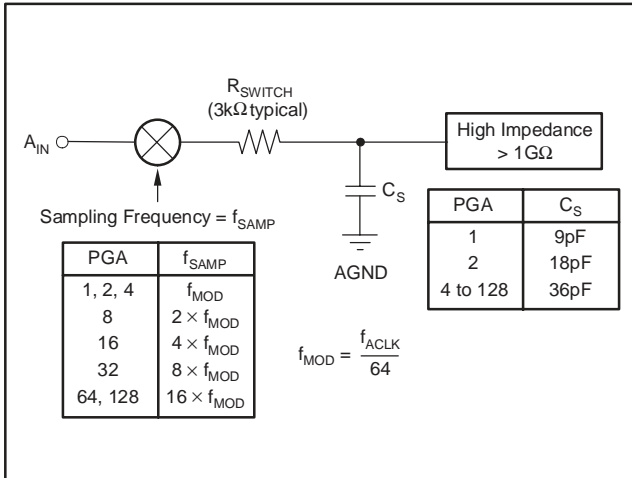 R_SWITCH
(3kΩ typical)
A_IN
High Impedance
> 1GΩ
C_S
Sampling Frequency = f_SAMP
AGND
PGA C_S
1 9pF
2 18pF
4 to 128 36pF
PGA f_SAMP
1, 2, 4 f_MOD
8 2 × f_MOD
16 4 × f_MOD
32 8 × f_MOD
64, 128 16 × f_MOD
f_MOD = f_ACLK / 64